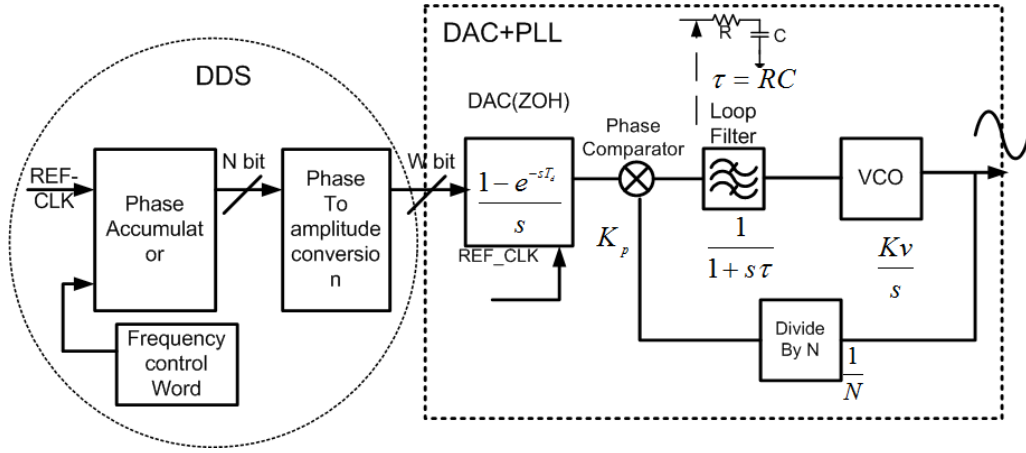 DDS
REF-
CLK
Phase
Accumulat
or
N bit
Phase
To
amplitude
conversio
n
W bit
Frequency
control
Word
DAC+PLL
R
C
τ = RC
DAC(ZOH)
1 − e^{−sT_d}
s
REF_CLK
Phase
Comparator
K_p
Loop
Filter
1
1 + sτ
VCO
Kv
s
Divide
By N
1
N